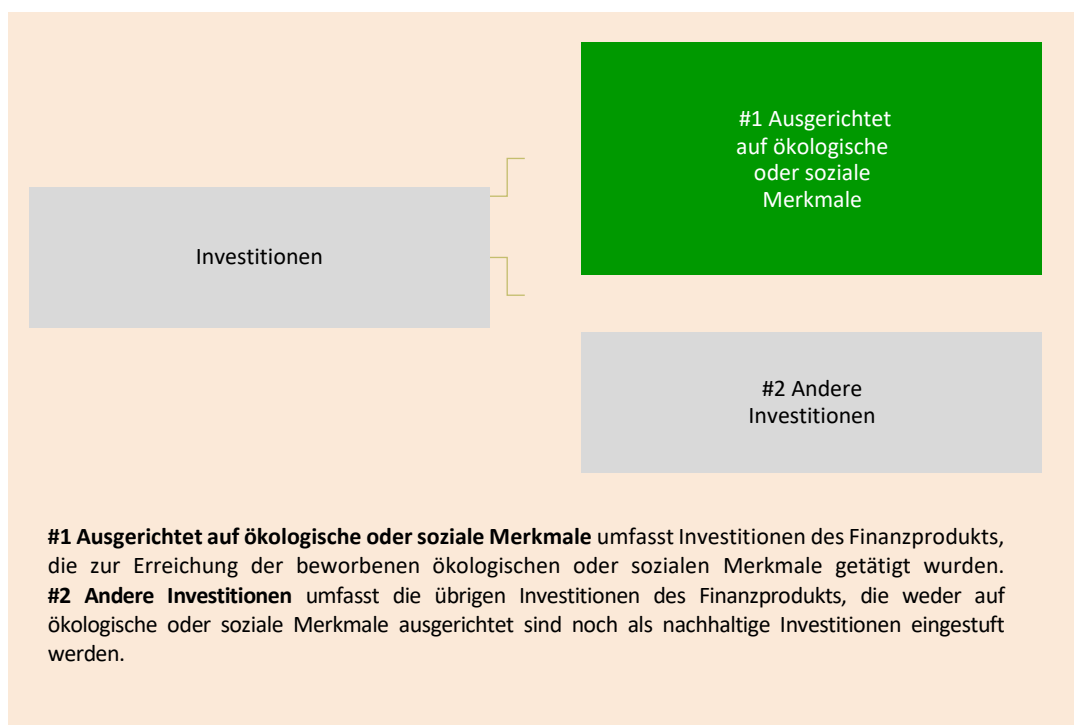 #1 Ausgerichtet
auf ökologische
oder soziale
Merkmale
Investitionen
#2 Andere
Investitionen
#1 Ausgerichtet auf ökologische oder soziale Merkmale umfasst Investitionen des Finanzprodukts,
die zur Erreichung der beworbenen ökologischen oder sozialen Merkmale getätigt wurden.
#2 Andere Investitionen umfasst die übrigen Investitionen des Finanzprodukts, die weder auf
ökologische oder soziale Merkmale ausgerichtet sind noch als nachhaltige Investitionen eingestuft
werden.